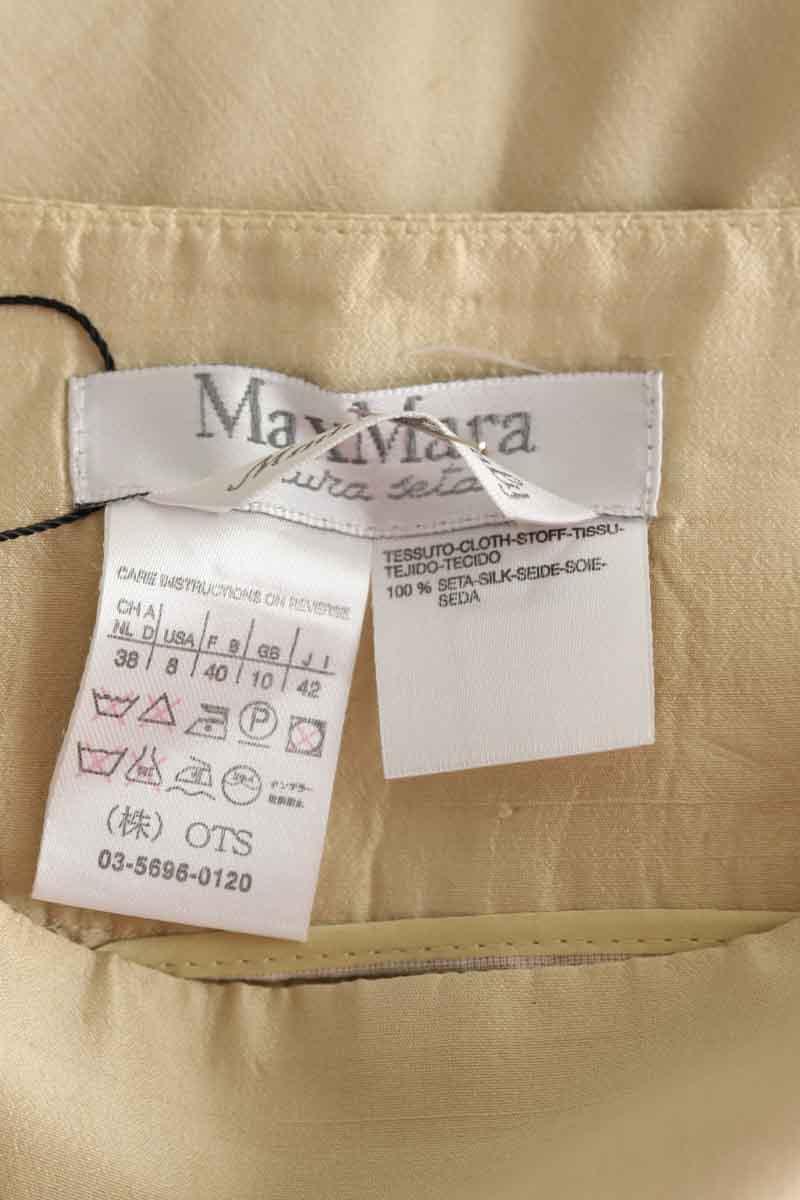 MaxMara
seta
TESSUTO-CLOTH-STOFF-TISSU-
TEJIDO-TECIDO
100 % SETA-SILK-SEIDE-SOIE-
SEDA
CARE INSTRUCTIONS ON REVERSE
CH A
NL D USA F B GB J I
38 8 40 10 42
P
(株) OTS
03-5696-0120